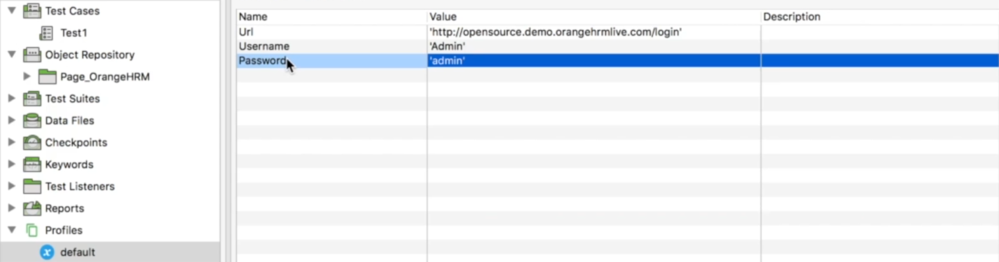 Test Cases
Test1
Object Repository
Page_OrangeHRM
Test Suites
Data Files
Checkpoints
Keywords
Test Listeners
Reports
Profiles
default
Name Value Description
Url 'http://opensource.demo.orangehrmlive.com/login'
Username 'Admin'
Password 'admin'